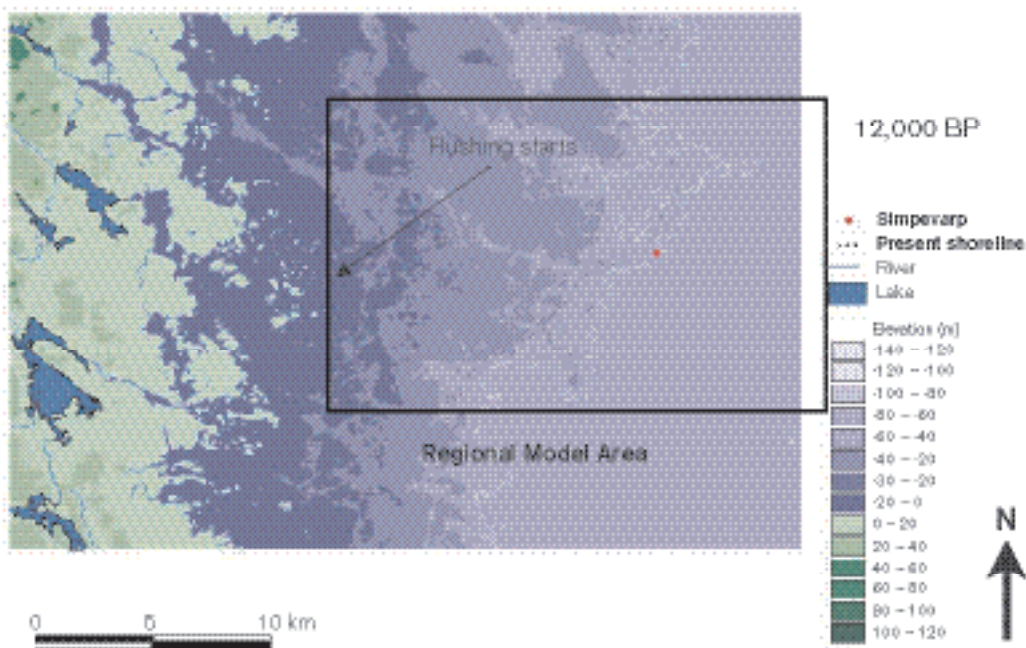 12,000 BP
Flushing starts
Simpevarp
Present shoreline
River
Lake
Elevation (m)
-140 – -120
-120 – -100
-100 – -80
-80 – -60
-60 – -40
-40 – -20
-30 – -20
-20 – 0
0 – 20
20 – 40
40 – 60
60 – 80
80 – 100
100 – 120
Regional Model Area
N
0 5 10 km